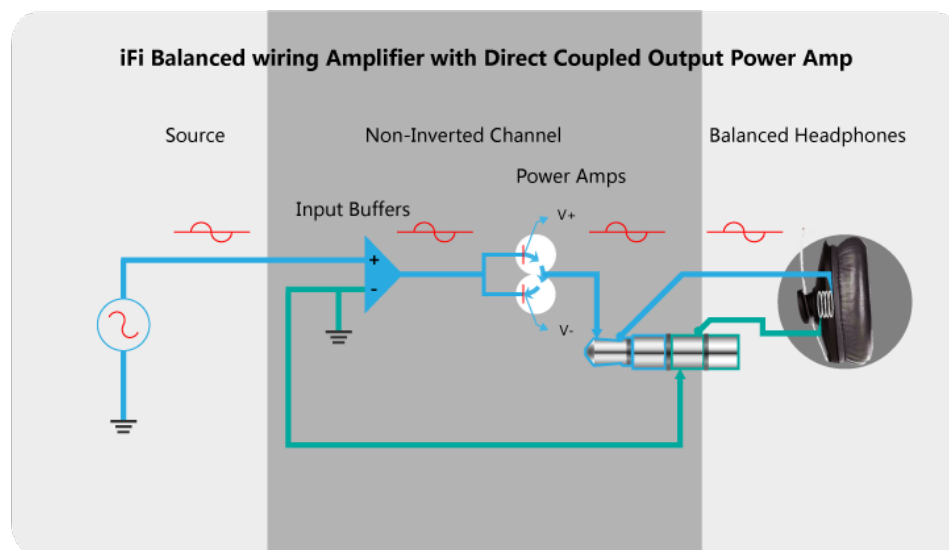 iFi Balanced wiring Amplifier with Direct Coupled Output Power Amp
Source
Non-Inverted Channel
Balanced Headphones
Power Amps
Input Buffers
V+
+
-
V-